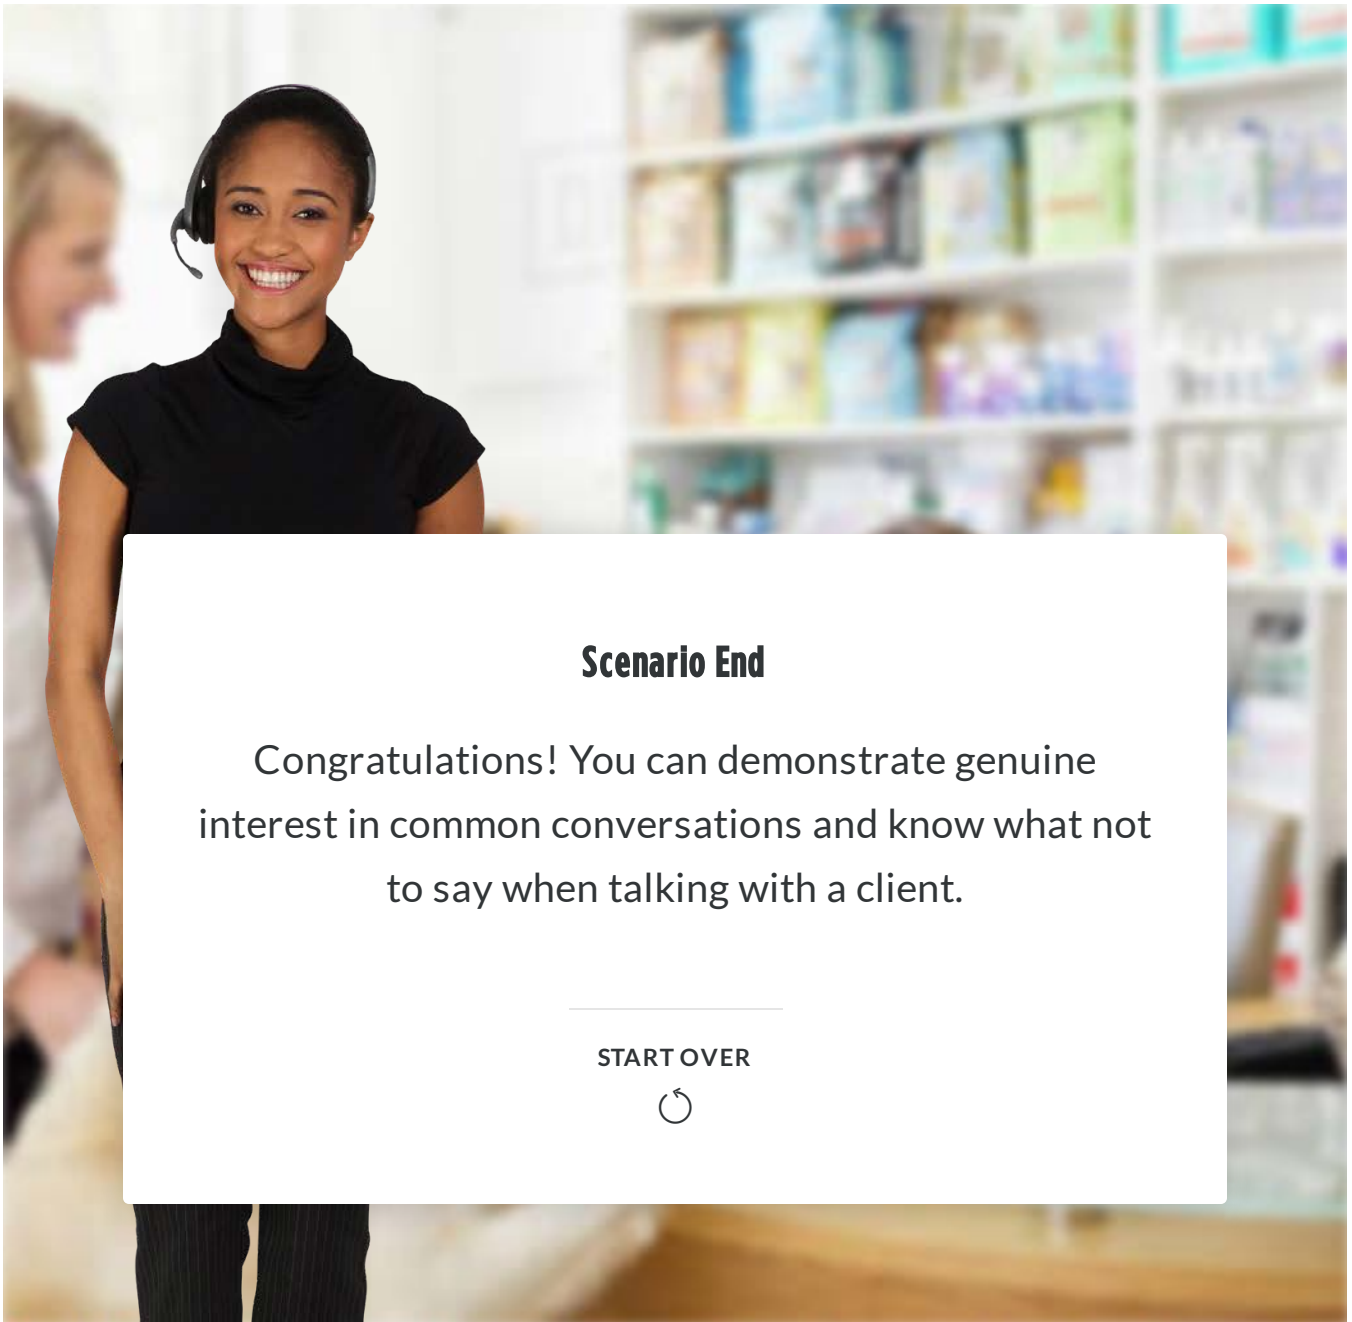 Scenario End
Congratulations! You can demonstrate genuine
interest in common conversations and know what not
to say when talking with a client.
START OVER